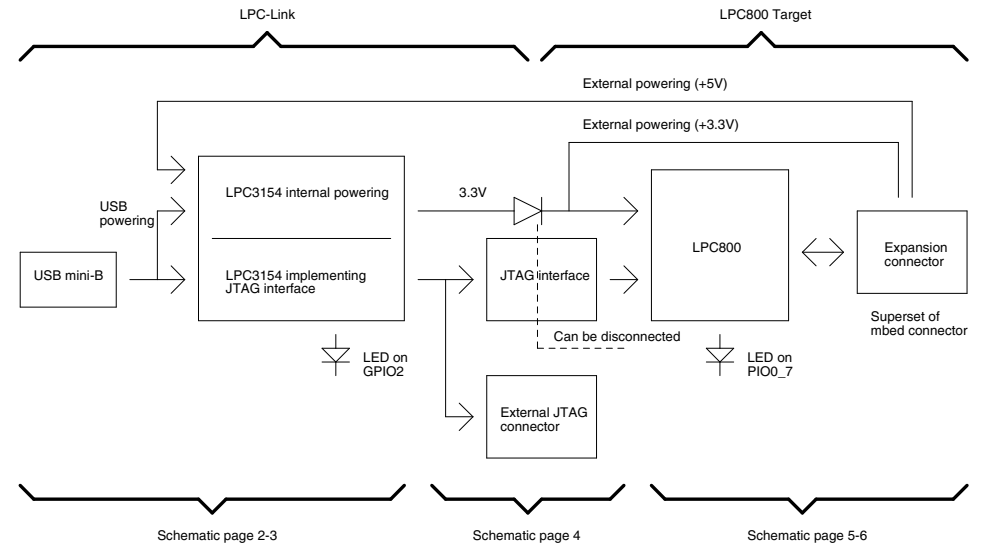 LPC-Link
LPC800 Target
External powering (+5V)
External powering (+3.3V)
LPC3154 internal powering
3.3V
USB
powering
LPC800
Expansion
connector
USB mini-B
LPC3154 implementing
JTAG interface
JTAG interface
Superset of
mbed connector
Can be disconnected
LED on
GPIO2
LED on
PIO0_7
External JTAG
connector
Schematic page 2-3
Schematic page 4
Schematic page 5-6